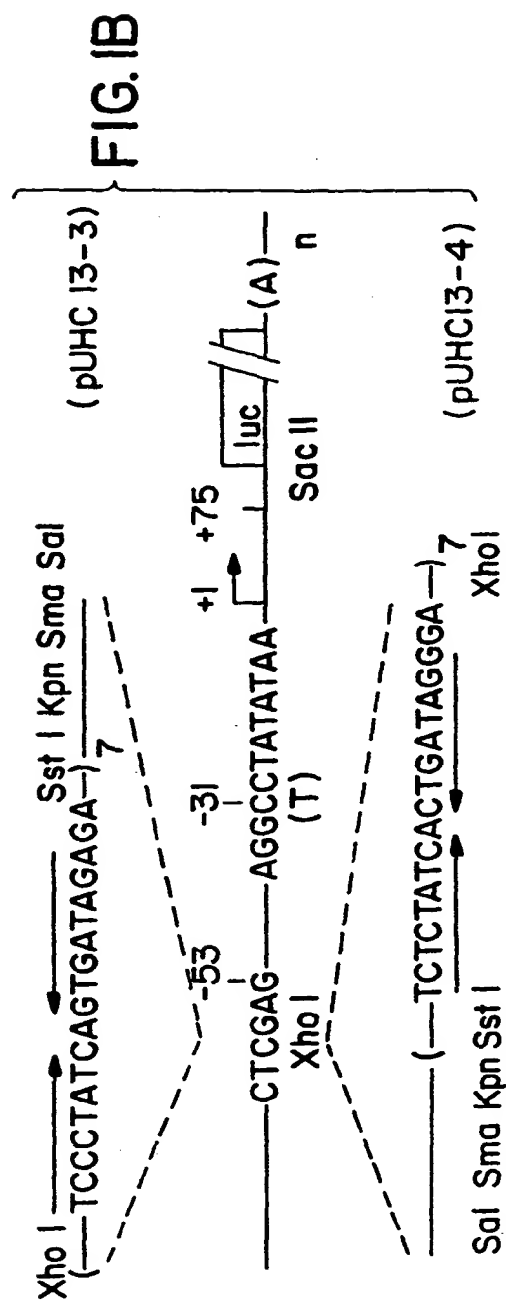 FIG. 1B
(pUHC 13-3)
Xho I
Sst I Kpn Sma Sal
(—TCCCTATCAGTGATAGAGA—)7
-53
-31
+1
+75
CTCGAG
AGGCCTATATAA
luc
(A)
n
Xho I
(T)
Sac II
(—TCTCTATCACTGATAGGGA—)7
Sal Sma Kpn Sst I
Xho I
(pUHC13-4)